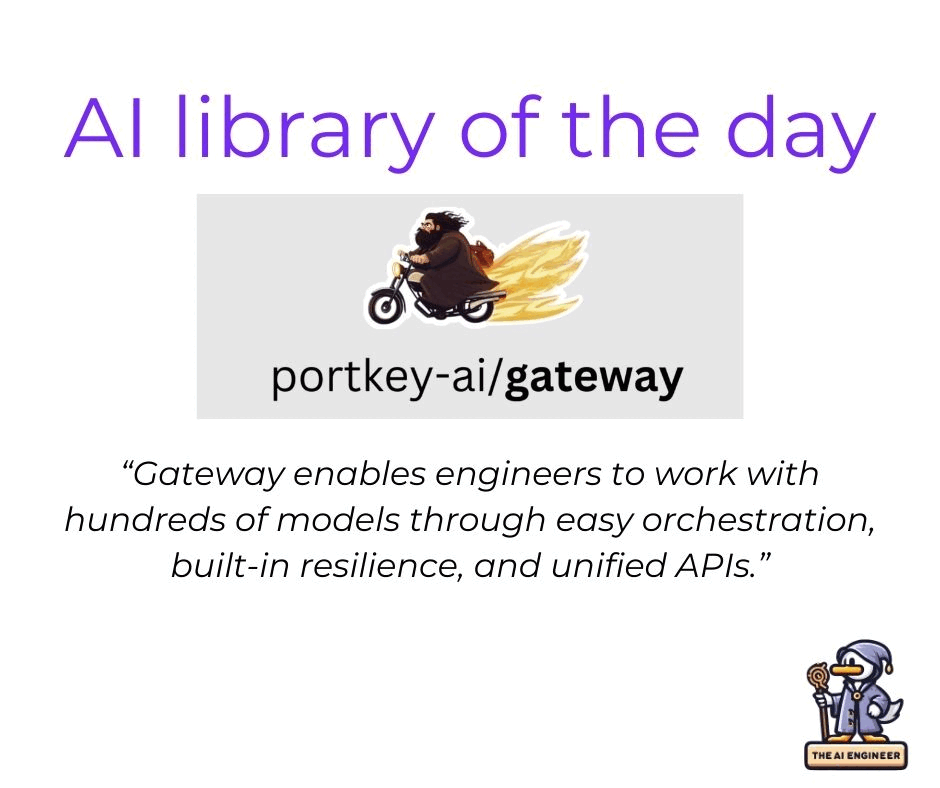 AI library of the day
portkey-ai/gateway
“Gateway enables engineers to work with
hundreds of models through easy orchestration,
built-in resilience, and unified APIs.”
THE AI ENGINEER